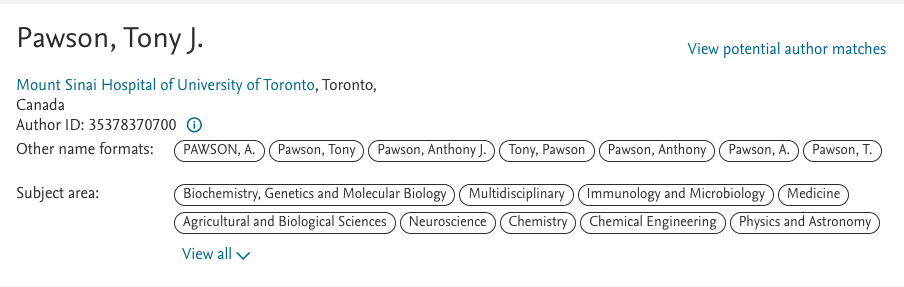 Pawson, Tony J.
View potential author matches
Mount Sinai Hospital of University of Toronto, Toronto,
Canada
Author ID: 35378370700
Other name formats: PAWSON, A. Pawson, Tony Pawson, Anthony J. Tony, Pawson Pawson, Anthony Pawson, A. Pawson, T.
Subject area: Biochemistry, Genetics and Molecular Biology Multidisciplinary Immunology and Microbiology Medicine
Agricultural and Biological Sciences Neuroscience Chemistry Chemical Engineering Physics and Astronomy
View all